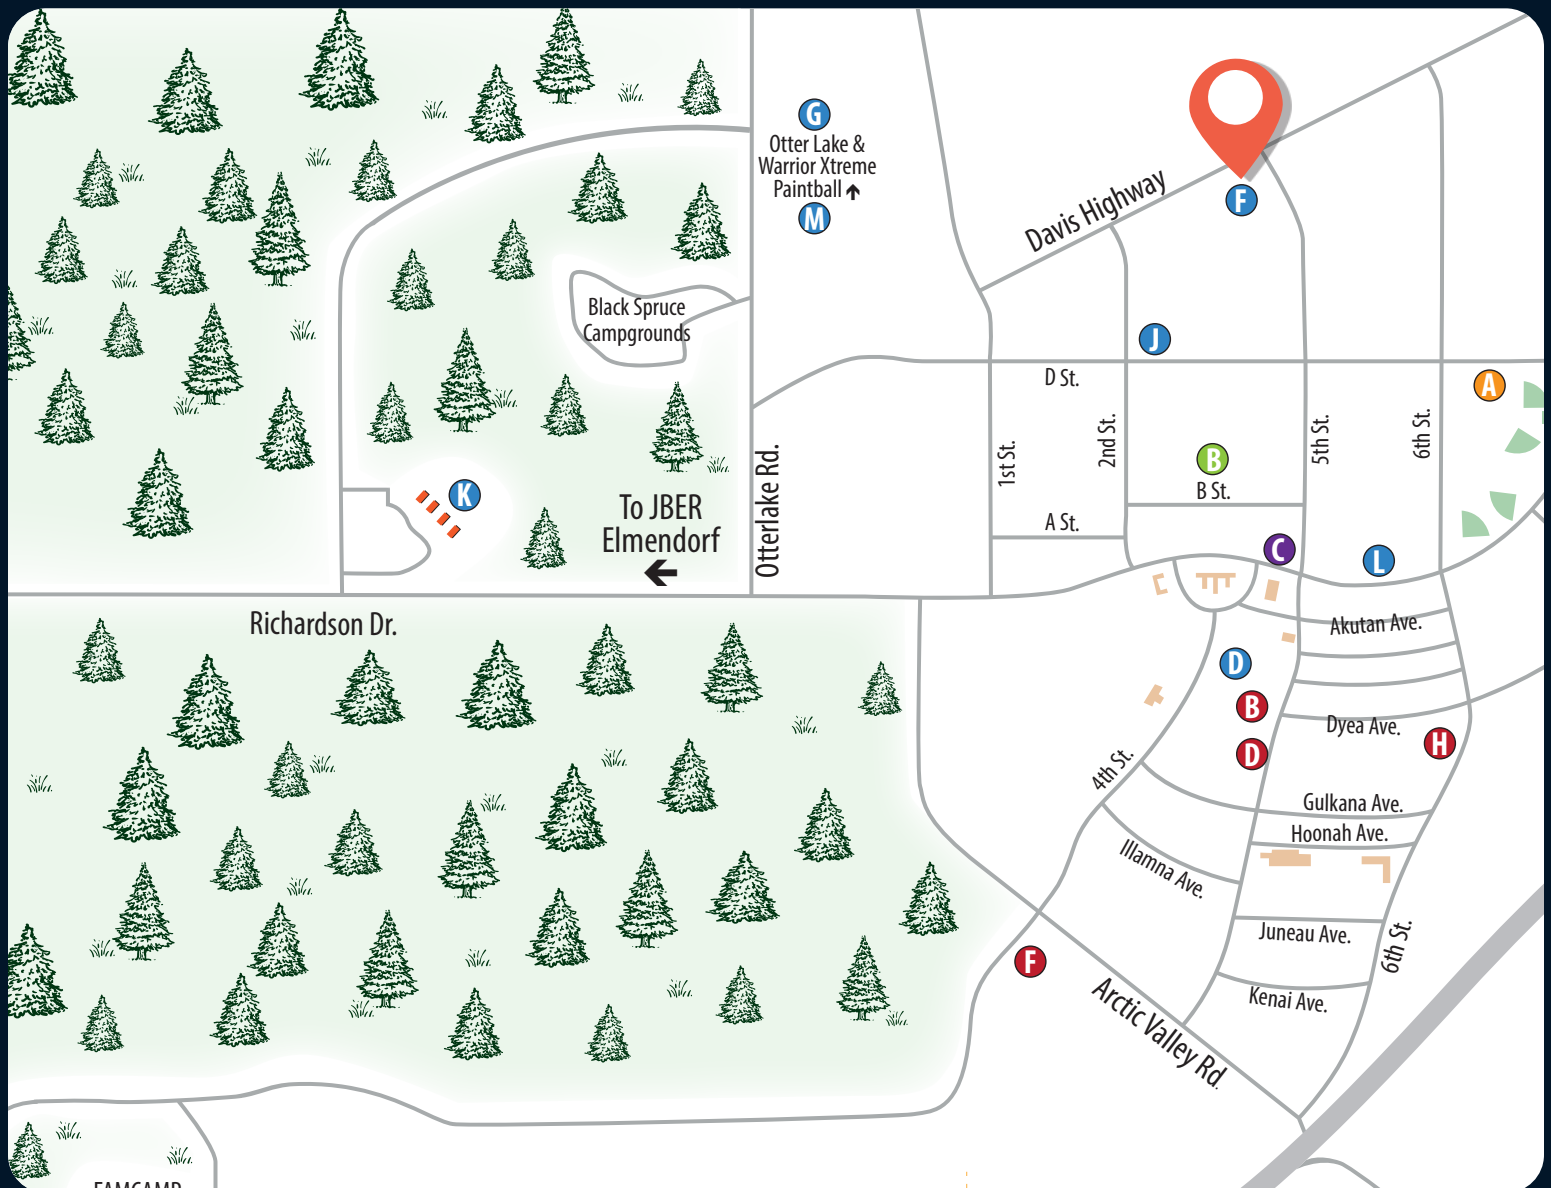 G
Otter Lake &
Warrior Xtreme
Paintball
M
Davis Highway
F
Black Spruce
Campgrounds
J
D St.
A
1st St.
2nd St.
5th St.
6th St.
B
B St.
K
To JBER
Elmendorf
Otterlake Rd.
A St.
C
L
Richardson Dr.
Akutan Ave.
D
B
Dyea Ave.
H
D
4th St.
Gulkana Ave.
Hoonah Ave.
Illamna Ave.
Juneau Ave.
6th St.
F
Kenai Ave.
Arctic Valley Rd.
FAMCAMP